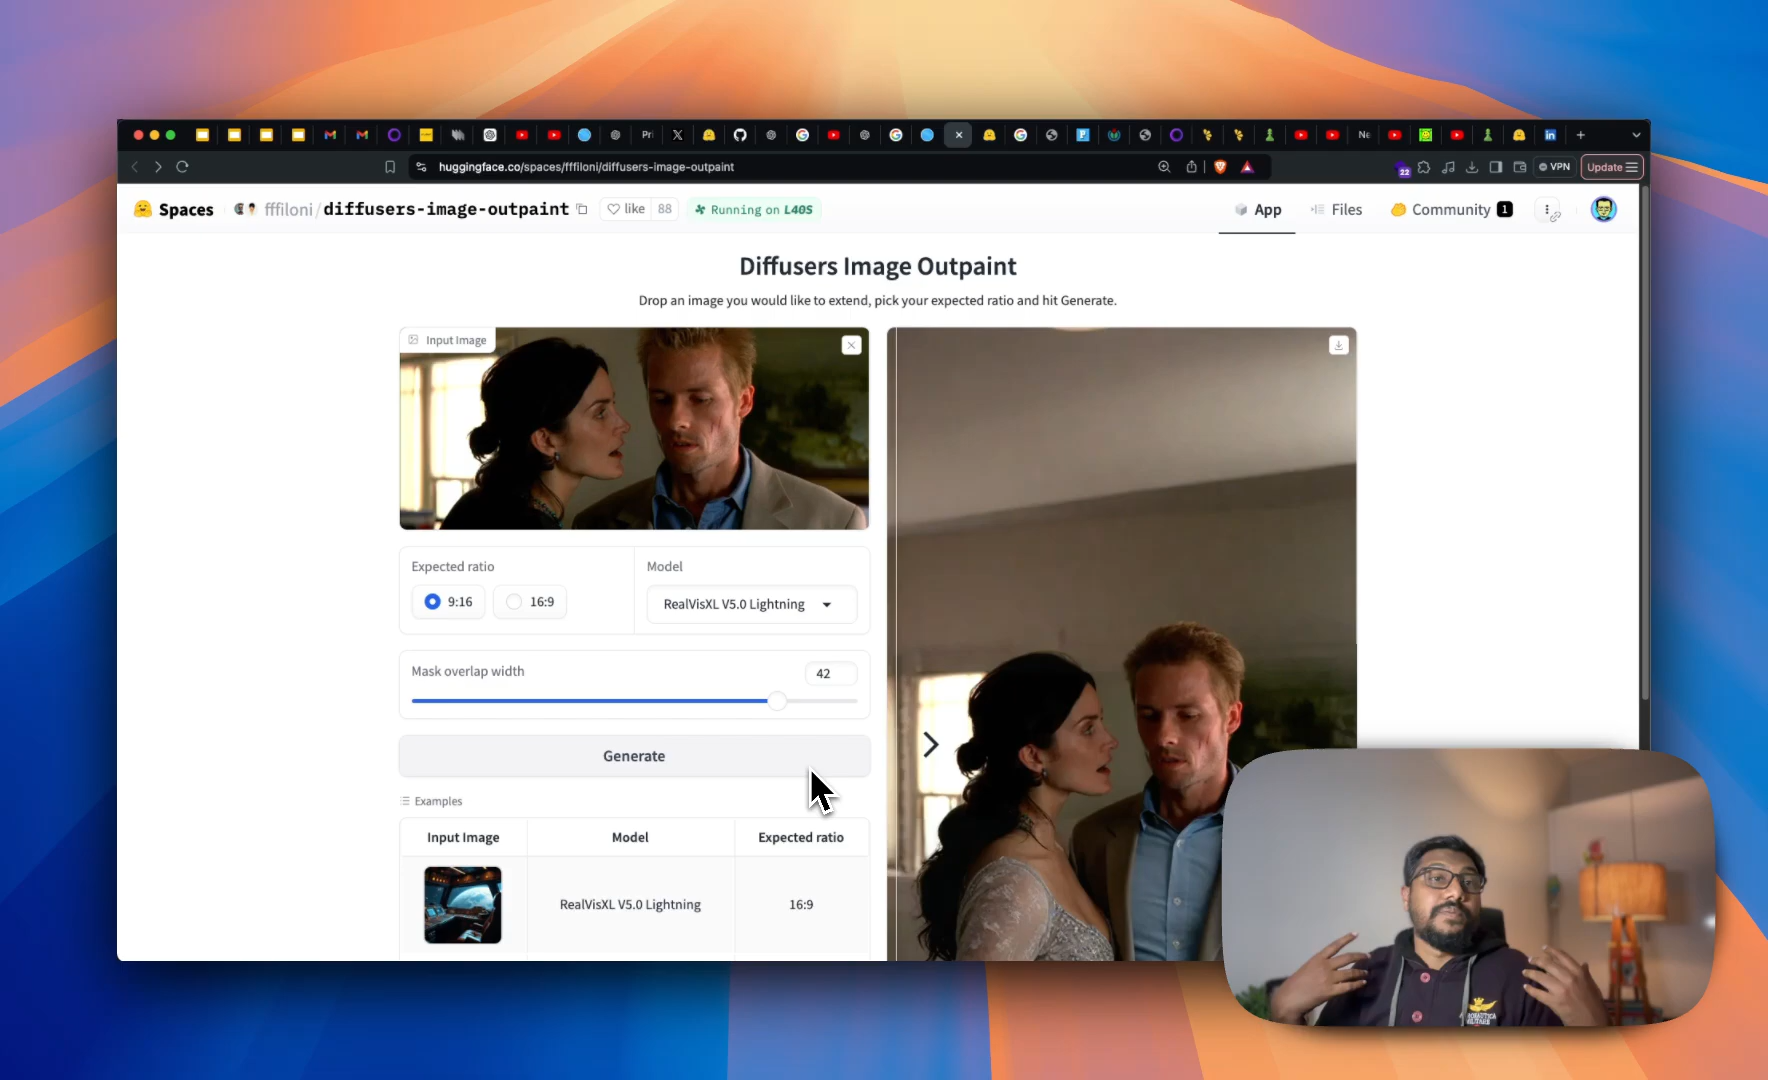 Pri
Ne
huggingface.co/spaces/fffiloni/diffusers-image-outpaint
22
VPN
Update
Spaces
fffiloni/diffusers-image-outpaint
like 88
Running on L40S
App
Files
Community 1
Diffusers Image Outpaint
Drop an image you would like to extend, pick your expected ratio and hit Generate.
Input Image
Expected ratio
9:16
16:9
Model
RealVisXL V5.0 Lightning
Mask overlap width
42
Generate
Examples
Input Image Model Expected ratio
RealVisXL V5.0 Lightning 16:9